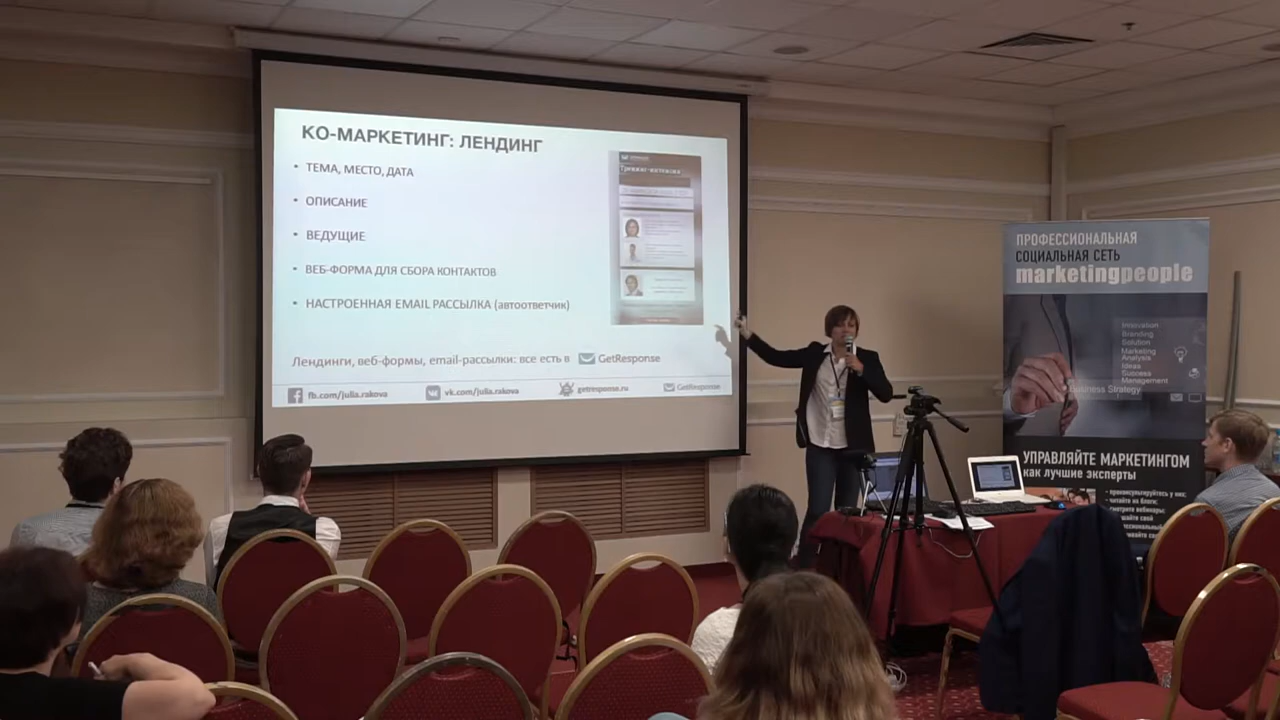 КО-МАРКЕТИНГ: ЛЕНДИНГ
• ТЕМА, МЕСТО, ДАТА
• ОПИСАНИЕ
• ВЕДУЩИЕ
• ВЕБ-ФОРМА ДЛЯ СБОРА КОНТАКТОВ
• НАСТРОЕННАЯ EMAIL РАССЫЛКА (автоответчик)
Лендинги, веб-формы, email-рассылки: все есть в GetResponse
fb.com/julia.rakova
vk.com/julia.rakova
getresponse.ru
GetResponse
ПРОФЕССИОНАЛЬНАЯ
СОЦИАЛЬНАЯ СЕТЬ
marketingpeople
Innovation
Branding
Solution
Marketing
Analysis
Ideas
Success
Management
Business Strategy
УПРАВЛЯЙТЕ МАРКЕТИНГОМ
как лучшие эксперты